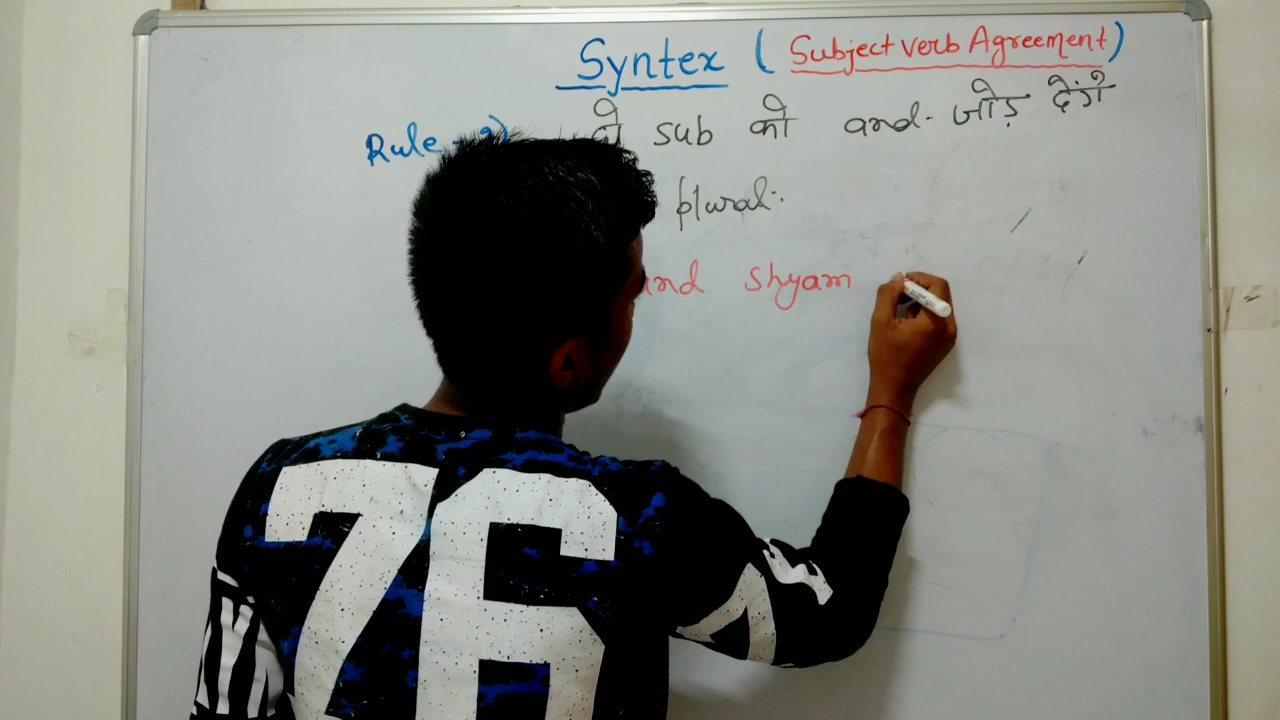 Syntex (Subject verb Agreement)
Rule - दो sub को and- जोड़ देंगे
plural.
and shyam
76